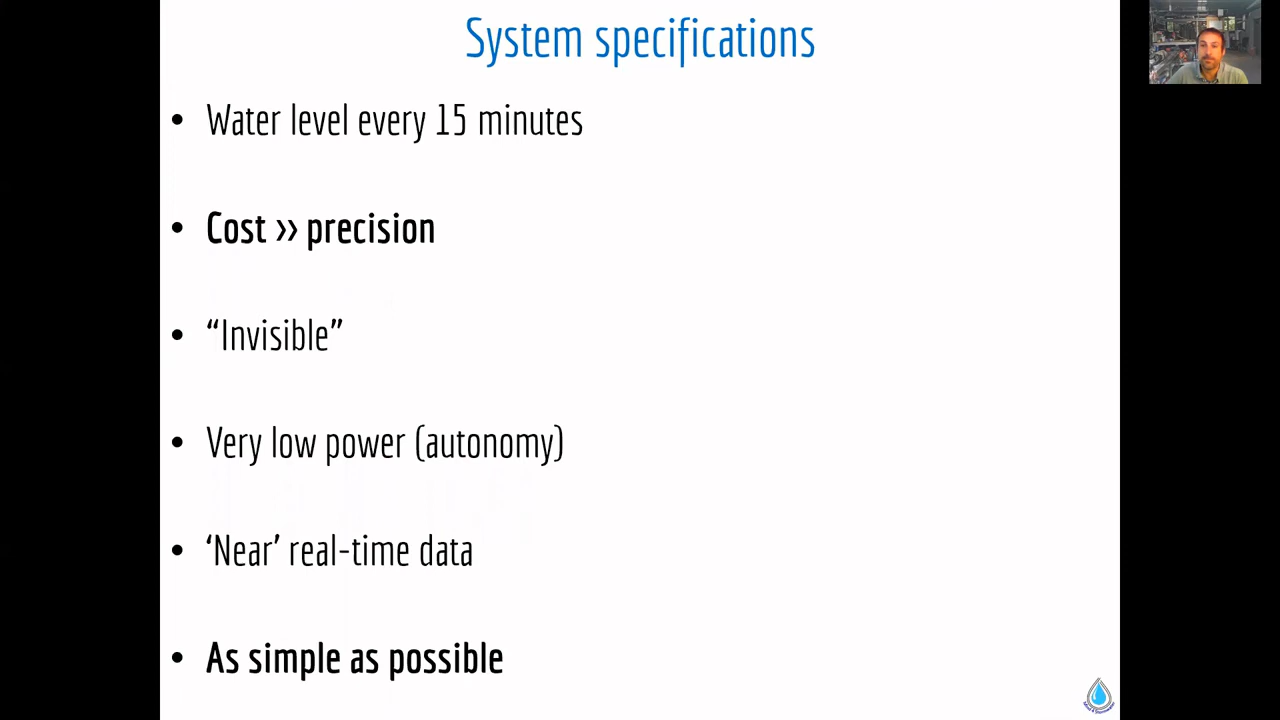 System specifications
• Water level every 15 minutes
• Cost >> precision
• “Invisible”
• Very low power (autonomy)
• ‘Near’ real-time data
• As simple as possible